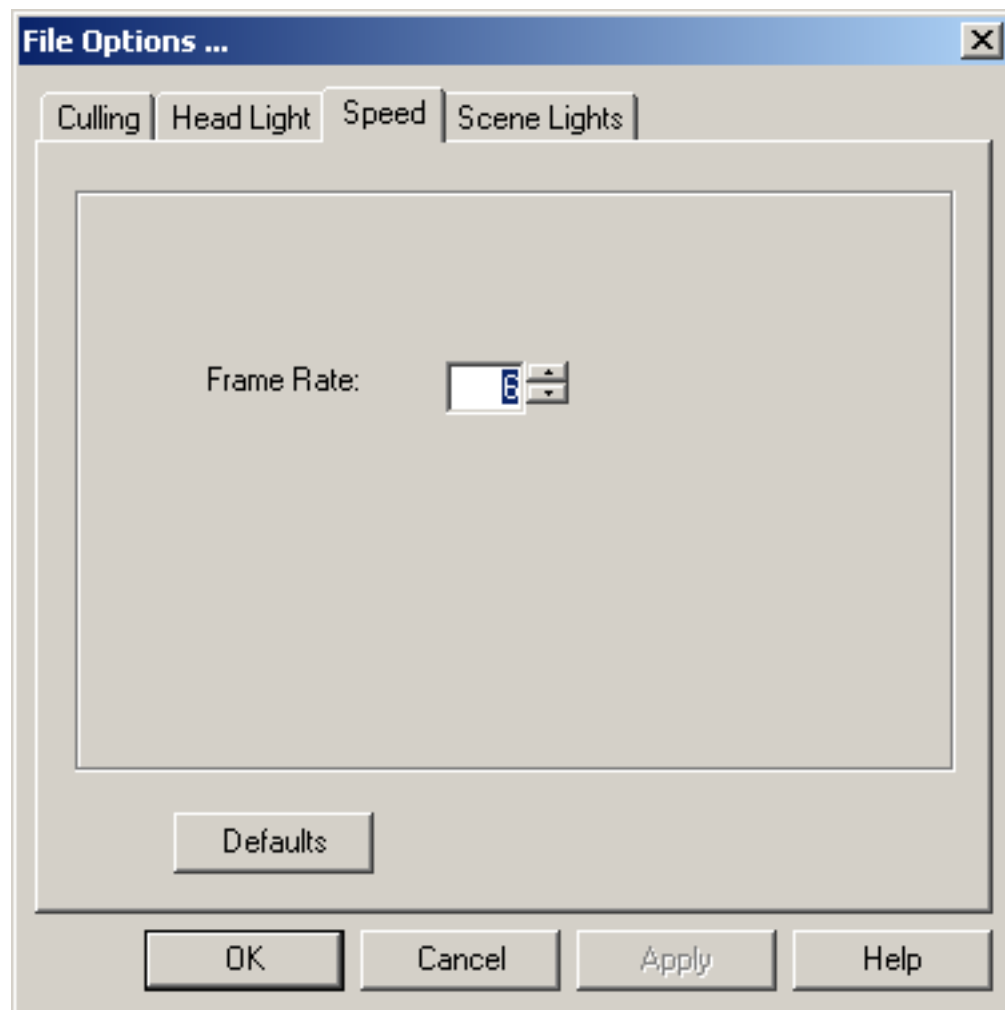 File Options ...
Culling Head Light Speed Scene Lights
Frame Rate: 6
Defaults
OK Cancel Apply Help